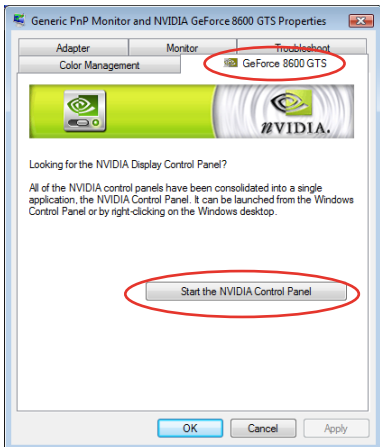 Generic PnP Monitor and NVIDIA GeForce 8600 GTS Properties
Adapter Monitor Troubleshoot
Color Management GeForce 8600 GTS
NVIDIA.
Looking for the NVIDIA Display Control Panel?
All of the NVIDIA control panels have been consolidated into a single
application, the NVIDIA Control Panel. It can be launched from the Windows
Control Panel or by right-clicking on the Windows desktop.
Start the NVIDIA Control Panel
OK Cancel Apply